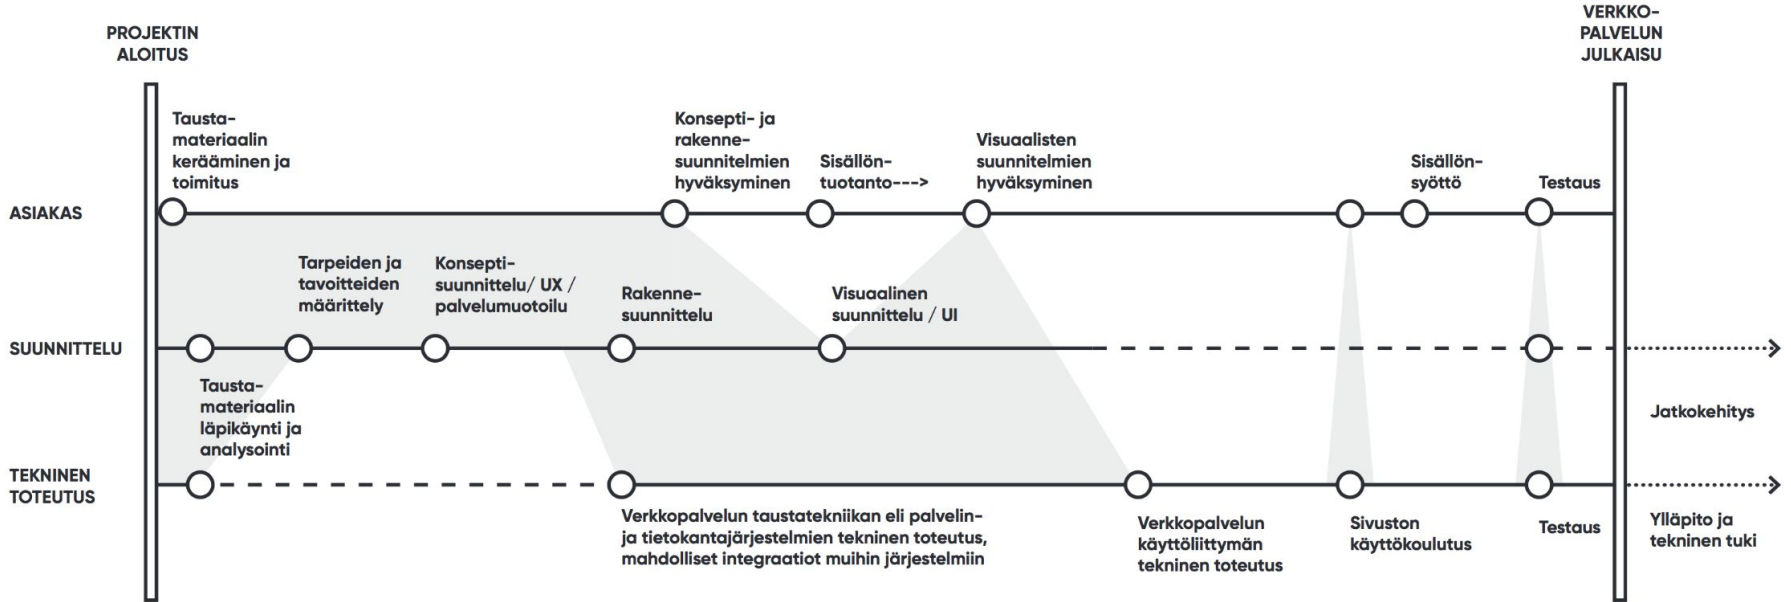 PROJEKTIN
ALOITUS
VERKKO-
PALVELUN
JULKAISU
Tausta-
materiaalin
kerääminen ja
toimitus
Konsepti- ja
rakenne-
suunnitelmien
hyväksyminen
Sisällön-
tuotanto--->
Visuaalisten
suunnitelmien
hyväksyminen
Sisällön-
syöttö
Testaus
ASIAKAS
Tarpeiden ja
tavoitteiden
määrittely
Konsepti-
suunnittelu/ UX /
palvelumuotoilu
Rakenne-
suunnittelu
Visuaalinen
suunnittelu / UI
SUUNNITTELU
Tausta-
materiaalin
läpikäynti ja
analysointi
Jatkokehitys
TEKNINEN
TOTEUTUS
Verkkopalvelun taustatekniikan eli palvelin-
ja tietokantajärjestelmien tekninen toteutus,
mahdolliset integraatiot muihin järjestelmiin
Verkkopalvelun
käyttöliittymän
tekninen toteutus
Sivuston
käyttökoulutus
Testaus
Ylläpito ja
tekninen tuki